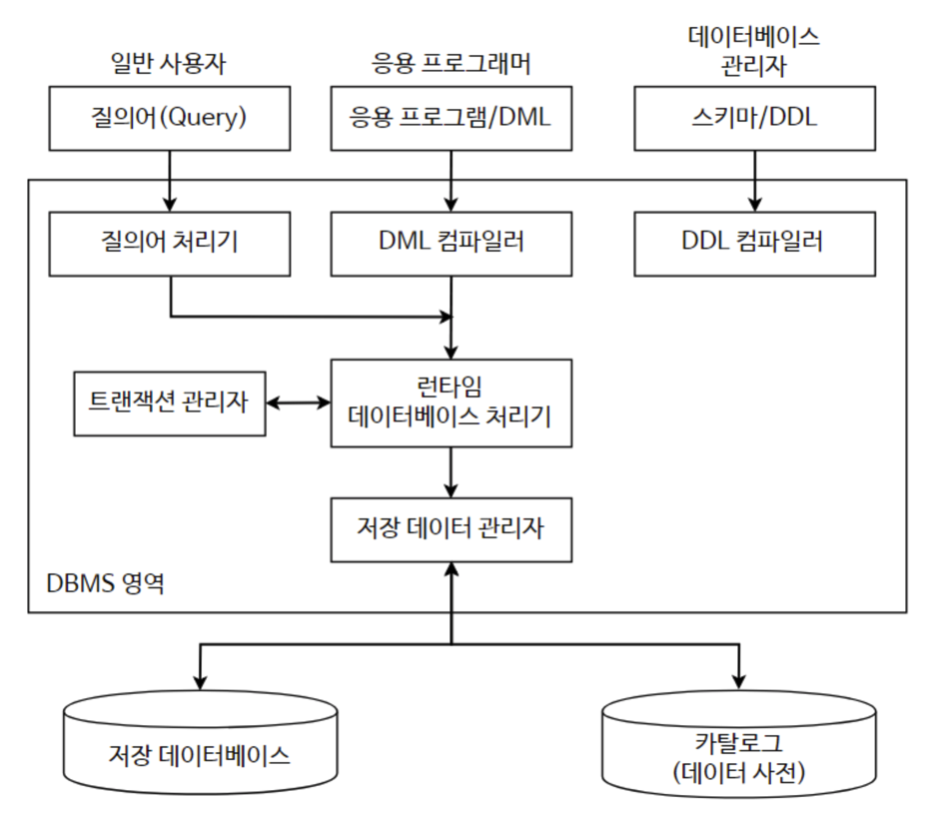 일반 사용자
응용 프로그래머
데이터베이스
관리자
질의어(Query)
응용 프로그램/DML
스키마/DDL
질의어 처리기
DML 컴파일러
DDL 컴파일러
트랜잭션 관리자
런타임
데이터베이스 처리기
저장 데이터 관리자
DBMS 영역
저장 데이터베이스
카탈로그
(데이터 사전)